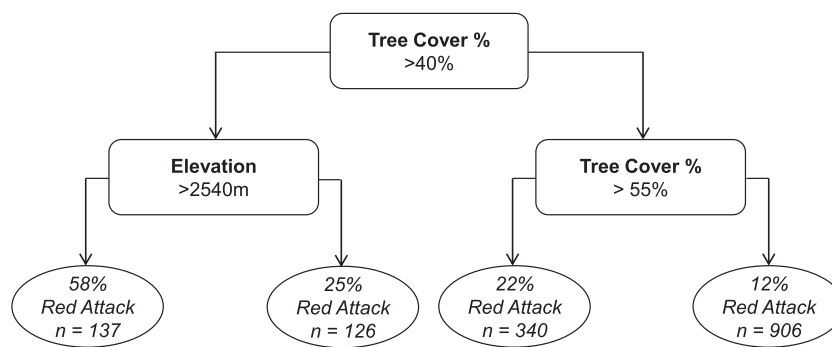 Tree Cover %
>40%
Elevation
>2540m
Tree Cover %
> 55%
58%
Red Attack
n = 137
25%
Red Attack
n = 126
22%
Red Attack
n = 340
12%
Red Attack
n = 906